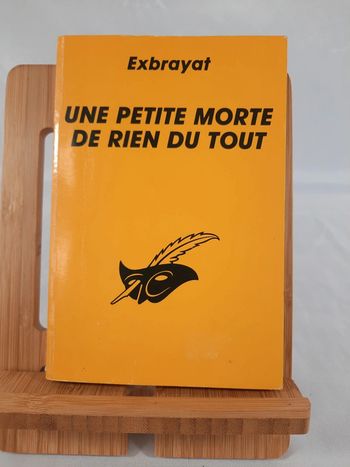 Exbrayat
UNE PETITE MORTE
DE RIEN DU TOUT